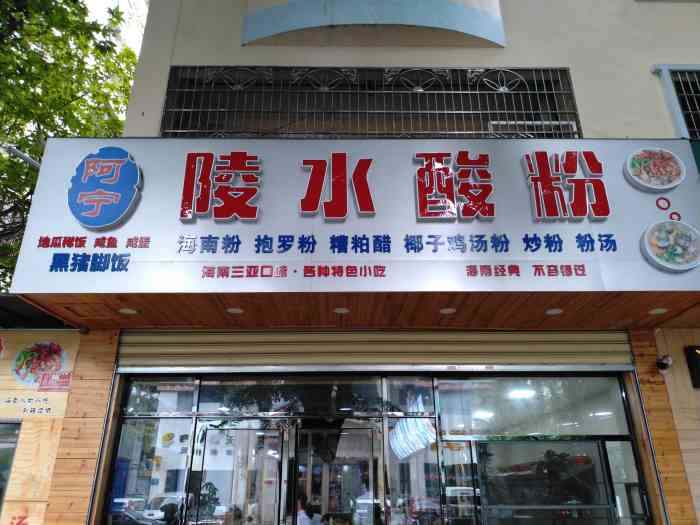 阿宁
陵水酸粉
地瓜稀饭 咸鱼 咸蛋
黑猪脚饭
海南粉 抱罗粉 糟粕醋 椰子鸡汤粉 炒粉 粉汤
海南三亚口味·各种特色小吃
海南经典 不容错过